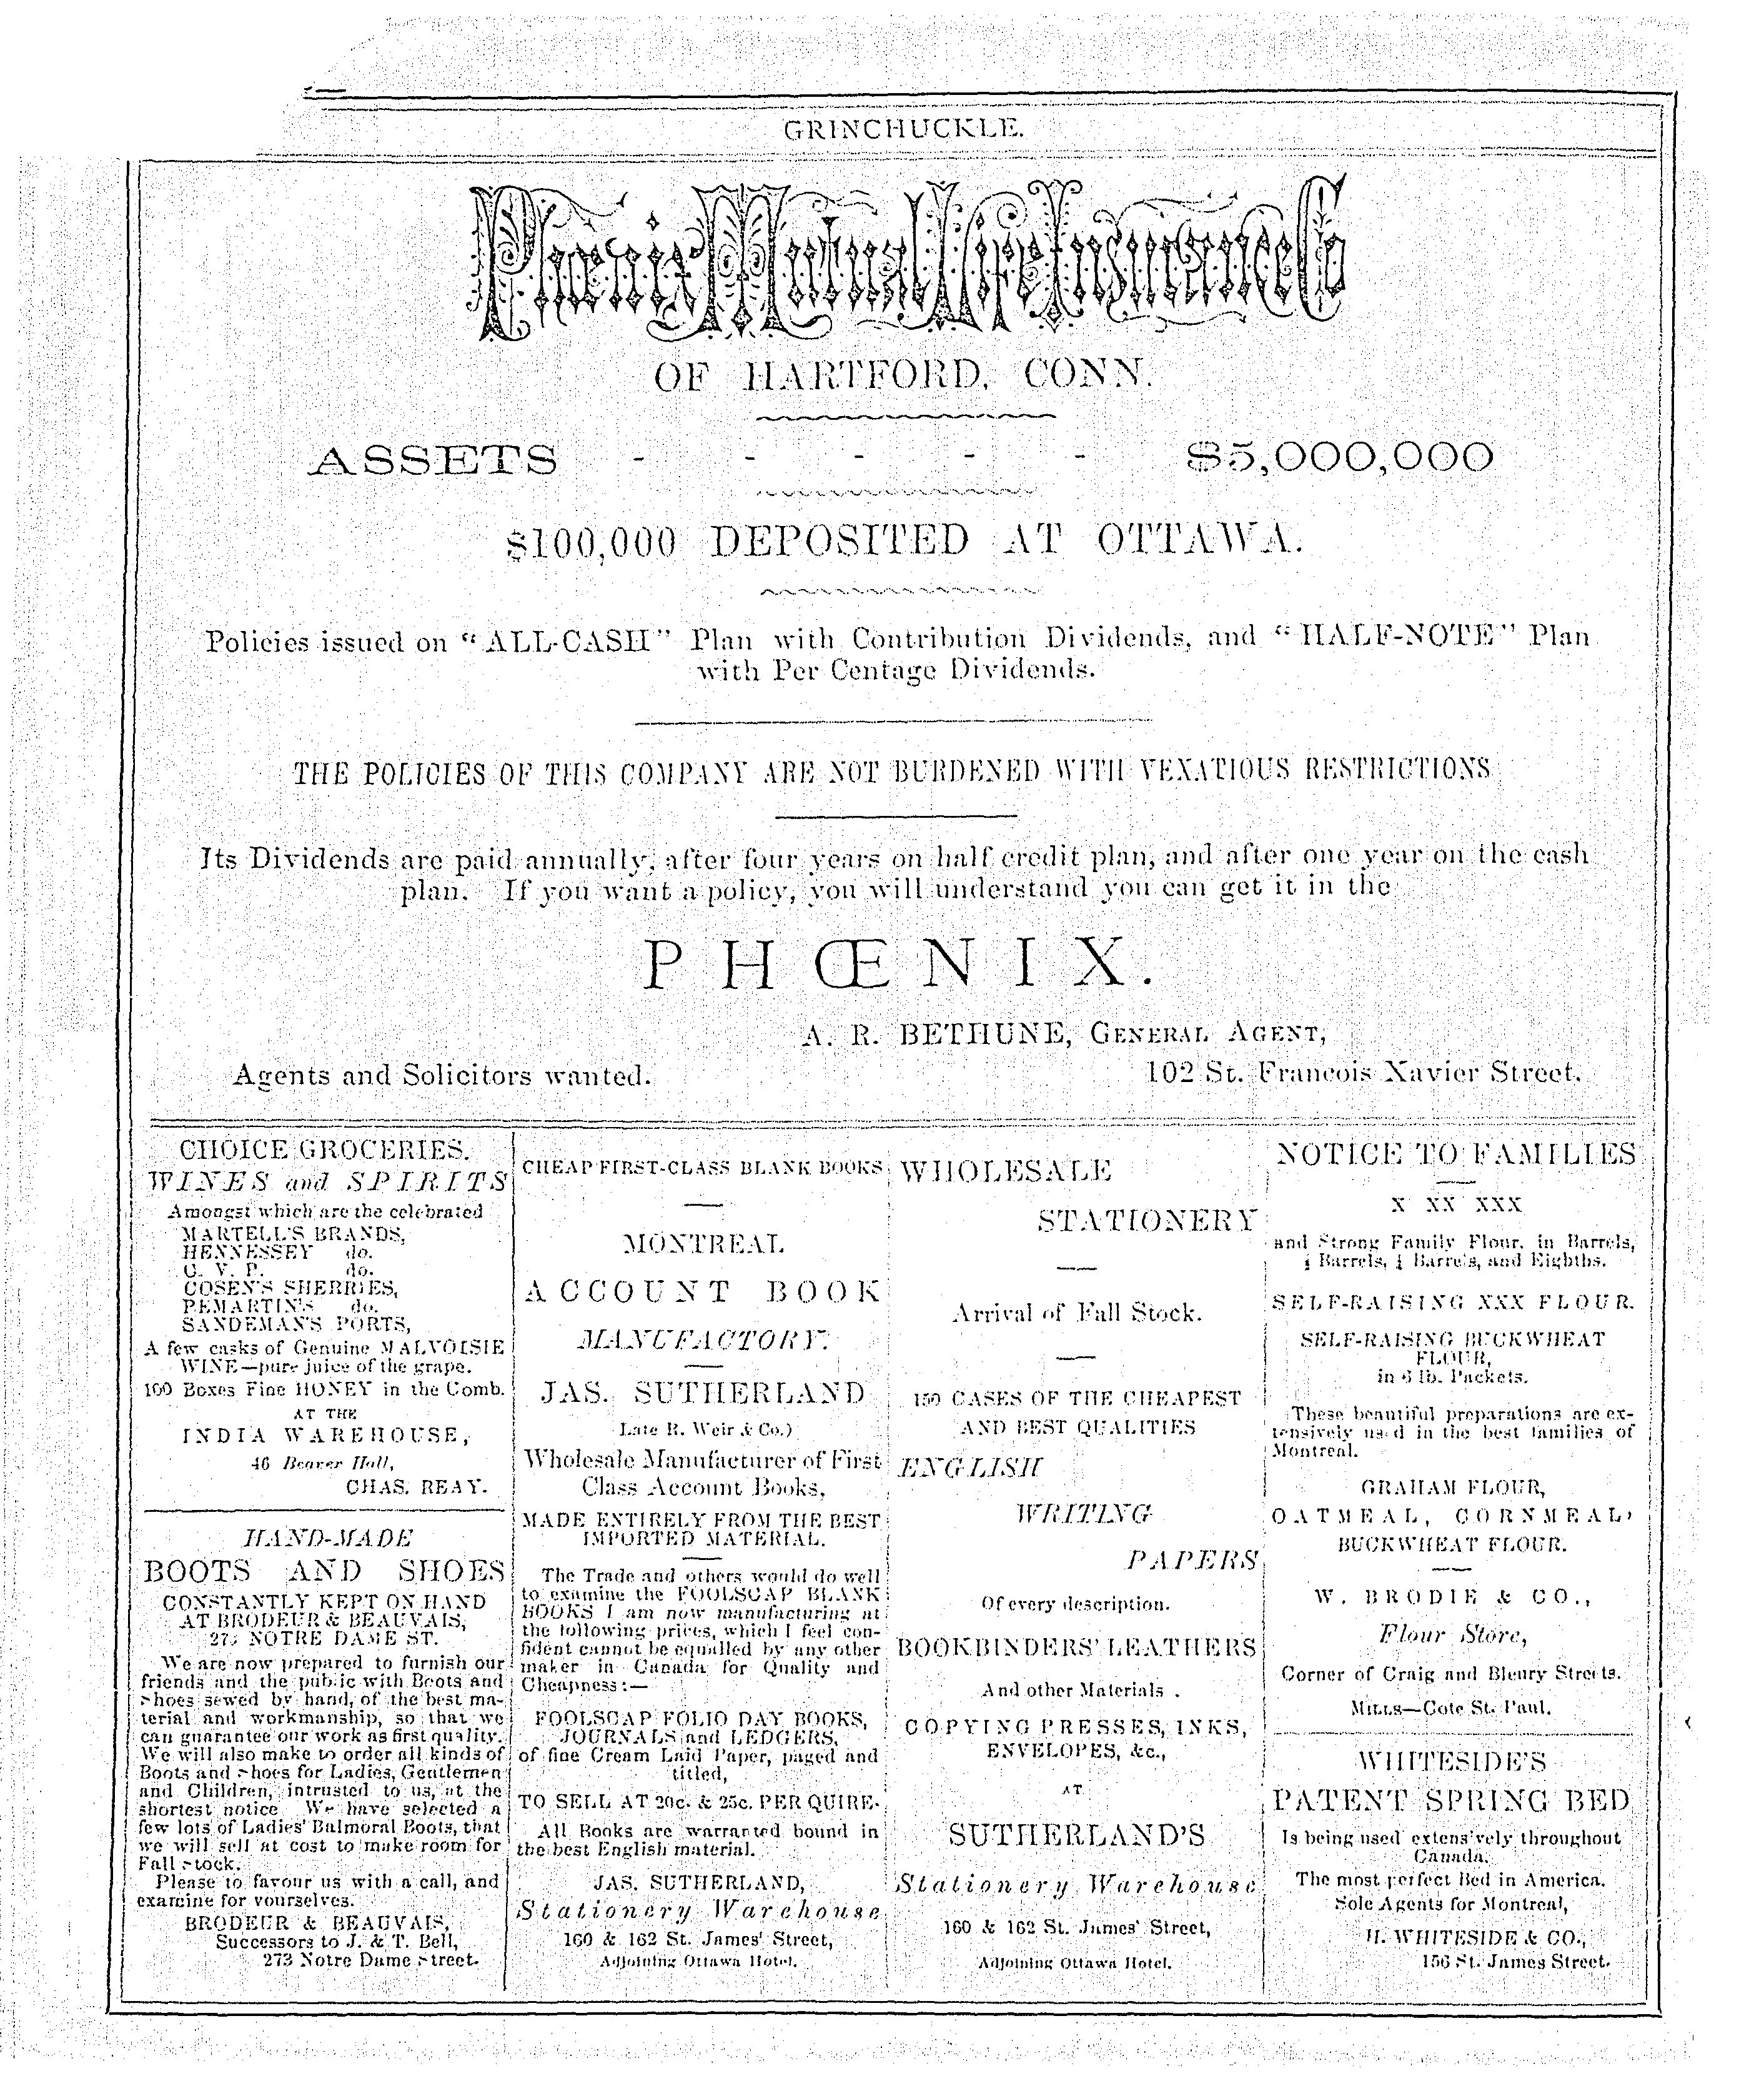 GRINCHUCKLE.
Phœnix Mutual Life Insurance Co
OF HARTFORD, CONN.
ASSETS - - - - - $5,000,000
$100,000 DEPOSITED AT OTTAWA.
Policies issued on "ALL-CASH" Plan with Contribution Dividends, and "HALF-NOTE" Plan
with Per Centage Dividends.
THE POLICIES OF THIS COMPANY ARE NOT BURDENED WITH VEXATIOUS RESTRICTIONS
Its Dividends are paid annually, after four years on half credit plan, and after one year on the cash
plan. If you want a policy, you will understand you can get it in the
PHŒNIX.
A. R. BETHUNE, GENERAL AGENT,
Agents and Solicitors wanted. 102 St. Francois Xavier Street.
CHOICE GROCERIES.
WINES and SPIRITS
Amongst which are the celebrated
MARTELL'S BRANDS,
HENNESSEY do.
C. V. P. do.
COSEN'S SHERRIES,
PEMARTIN'S do.
SANDEMAN'S PORTS,
A few casks of Genuine MALVOISIE
WINE—pure juice of the grape.
100 Boxes Fine HONEY in the Comb.
AT THE
INDIA WAREHOUSE,
46 Beaver Hall,
CHAS. REAY.
HAND-MADE
BOOTS AND SHOES
CONSTANTLY KEPT ON HAND
AT BRODEUR & BEAUVAIS,
273 NOTRE DAME ST.
We are now prepared to furnish our
friends and the public with Boots and
Shoes sewed by hand, of the best ma-
terial and workmanship, so that we
can guarantee our work as first quality.
We will also make to order all kinds of
Boots and Shoes for Ladies, Gentlemen
and Children, intrusted to us, at the
shortest notice We have selected a
few lots of Ladies' Balmoral Boots, that
we will sell at cost to make room for
Fall Stock.
Please to favour us with a call, and
examine for yourselves.
BRODEUR & BEAUVAIS,
Successors to J. & T. Bell,
273 Notre Dame Street.
CHEAP FIRST-CLASS BLANK BOOKS
MONTREAL
ACCOUNT BOOK
MANUFACTORY.
JAS. SUTHERLAND
Late R. Weir & Co.)
Wholesale Manufacturer of First
Class Account Books,
MADE ENTIRELY FROM THE BEST
IMPORTED MATERIAL.
The Trade and others would do well
to examine the FOOLSCAP BLANK
BOOKS I am now manufacturing at
the following prices, which I feel con-
fident cannot be equalled by any other
maker in Canada for Quality and
Cheapness:—
FOOLSCAP FOLIO DAY BOOKS,
JOURNALS and LEDGERS,
of fine Cream Laid Paper, paged and
titled,
TO SELL AT 20c. & 25c. PER QUIRE.
All Books are warranted bound in
the best English material.
JAS. SUTHERLAND,
Stationery Warehouse
160 & 162 St. James' Street,
Adjoining Ottawa Hotel.
WHOLESALE
STATIONERY
Arrival of Fall Stock.
150 CASES OF THE CHEAPEST
AND BEST QUALITIES
ENGLISH
WRITING
PAPERS
Of every description.
BOOKBINDERS' LEATHERS
And other Materials .
COPYING PRESSES, INKS,
ENVELOPES, &c.,
AT
SUTHERLAND'S
Stationery Warehouse
160 & 162 St. James' Street,
Adjoining Ottawa Hotel.
NOTICE TO FAMILIES
X XX XXX
and Strong Family Flour, in Barrels,
½ Barrels, ¼ Barrels, and Eighths.
SELF-RAISING XXX FLOUR.
SELF-RAISING BUCKWHEAT
FLOUR,
in 6 lb. Packets.
These beautiful preparations are ex-
tensively used in the best families of
Montreal.
GRAHAM FLOUR,
OATMEAL, CORNMEAL,
BUCKWHEAT FLOUR.
W. BRODIE & CO.,
Flour Store,
Corner of Craig and Bleury Streets.
MILLS—Cote St. Paul.
WHITESIDE'S
PATENT SPRING BED
Is being used extensively throughout
Canada.
The most perfect Bed in America.
Sole Agents for Montreal,
H. WHITESIDE & CO.,
156 St. James Street.